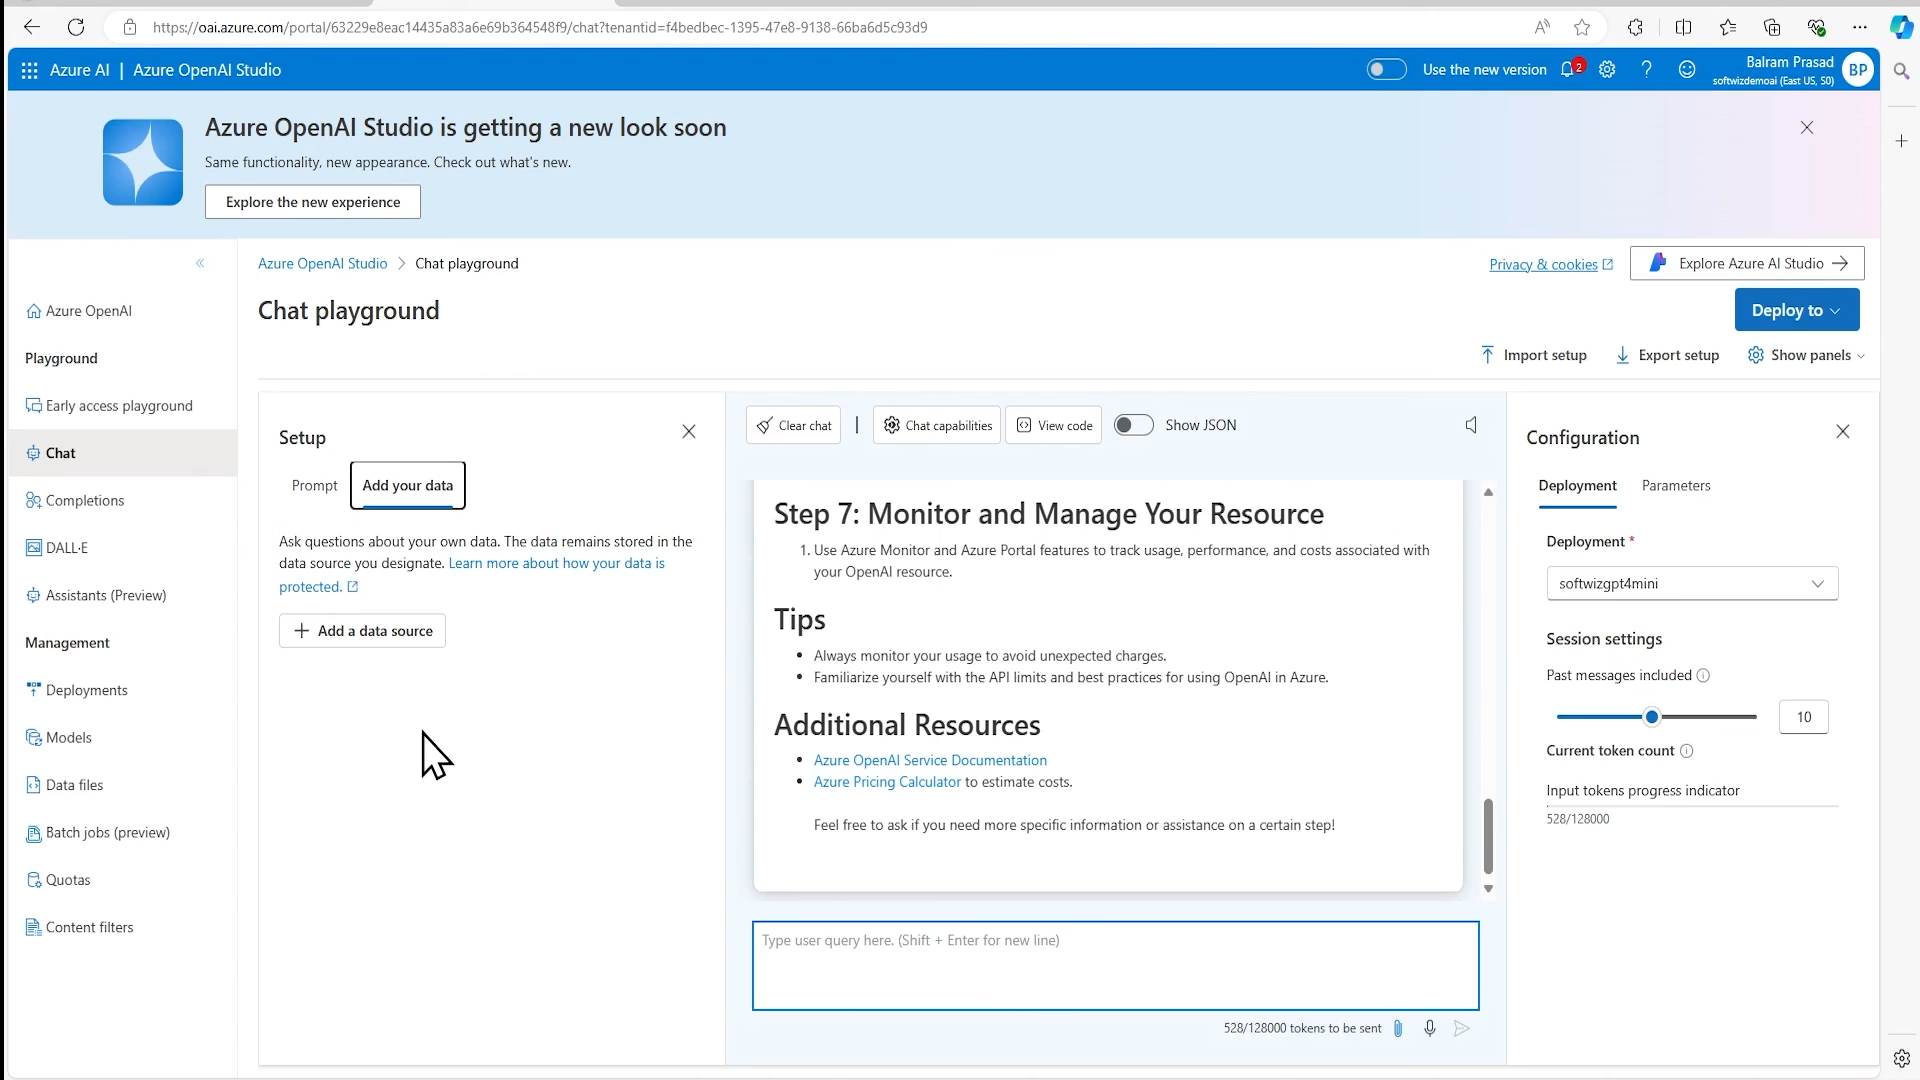 https://oai.azure.com/portal/63229e8eac14435a83a6e69b364548f9/chat?tenantid=f4bedbec-1395-47e8-9138-66ba6d5c93d9
Azure AI | Azure OpenAI Studio
Use the new version
2
Balram Prasad
softwizdemoai (East US, S0)
BP
Azure OpenAI Studio is getting a new look soon
Same functionality, new appearance. Check out what's new.
Explore the new experience
Azure OpenAI Studio > Chat playground
Privacy & cookies
Explore Azure AI Studio
Chat playground
Deploy to
Import setup
Export setup
Show panels
Azure OpenAI
Playground
Early access playground
Chat
Completions
DALL·E
Assistants (Preview)
Management
Deployments
Models
Data files
Batch jobs (preview)
Quotas
Content filters
Setup
Prompt
Add your data
Ask questions about your own data. The data remains stored in the
data source you designate. Learn more about how your data is
protected.
Add a data source
Clear chat
|
Chat capabilities
View code
Show JSON
Step 7: Monitor and Manage Your Resource
1. Use Azure Monitor and Azure Portal features to track usage, performance, and costs associated with
your OpenAI resource.
Tips
• Always monitor your usage to avoid unexpected charges.
• Familiarize yourself with the API limits and best practices for using OpenAI in Azure.
Additional Resources
• Azure OpenAI Service Documentation
• Azure Pricing Calculator to estimate costs.
Feel free to ask if you need more specific information or assistance on a certain step!
Type user query here. (Shift + Enter for new line)
528/128000 tokens to be sent
Configuration
Deployment
Parameters
Deployment *
softwizgpt4mini
Session settings
Past messages included
10
Current token count
Input tokens progress indicator
528/128000